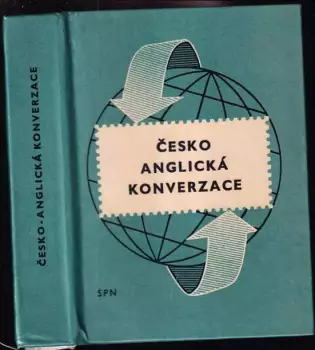 ČESKO-ANGLICKÁ KONVERZACE
ČESKO
ANGLICKÁ
KONVERZACE
SPN